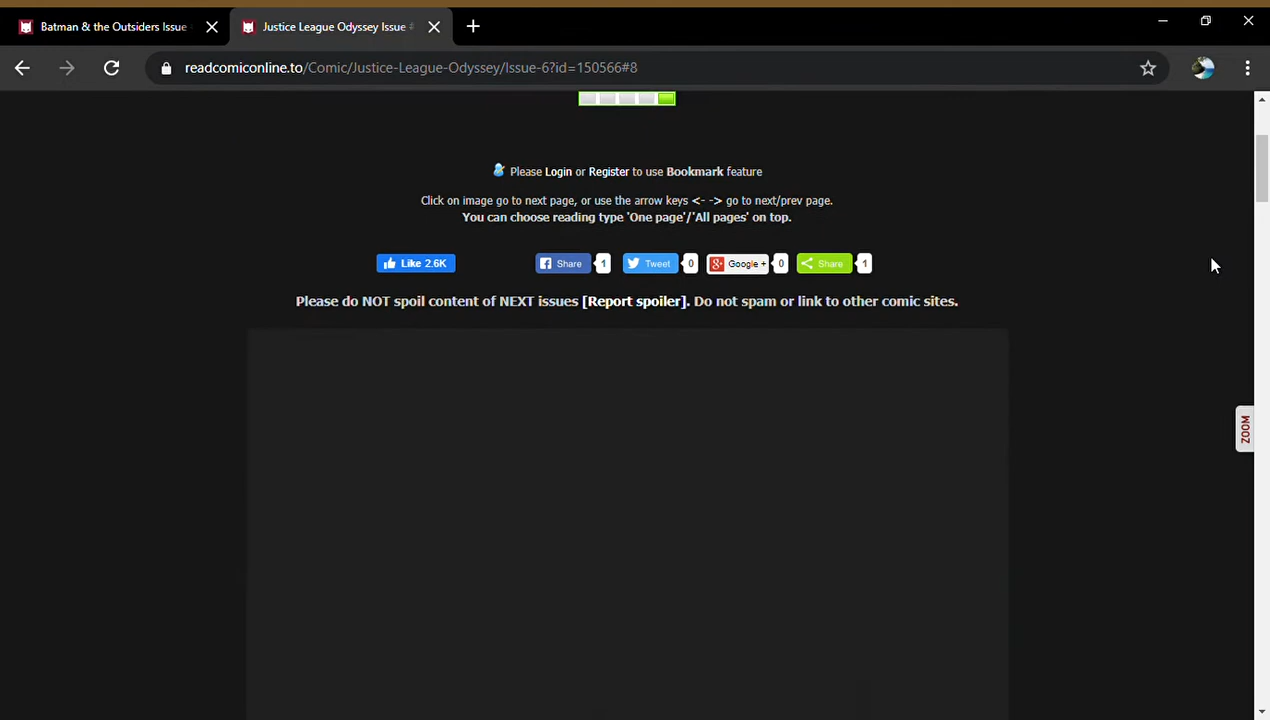 Batman & the Outsiders Issue
Justice League Odyssey Issue #
readcomiconline.to/Comic/Justice-League-Odyssey/Issue-6?id=150566#8
Please Login or Register to use Bookmark feature
Click on image go to next page, or use the arrow keys <- -> go to next/prev page.
You can choose reading type 'One page'/'All pages' on top.
Like 2.6K Share 1 Tweet 0 Google + 0 Share 1
Please do NOT spoil content of NEXT issues [Report spoiler]. Do not spam or link to other comic sites.
ZOOM